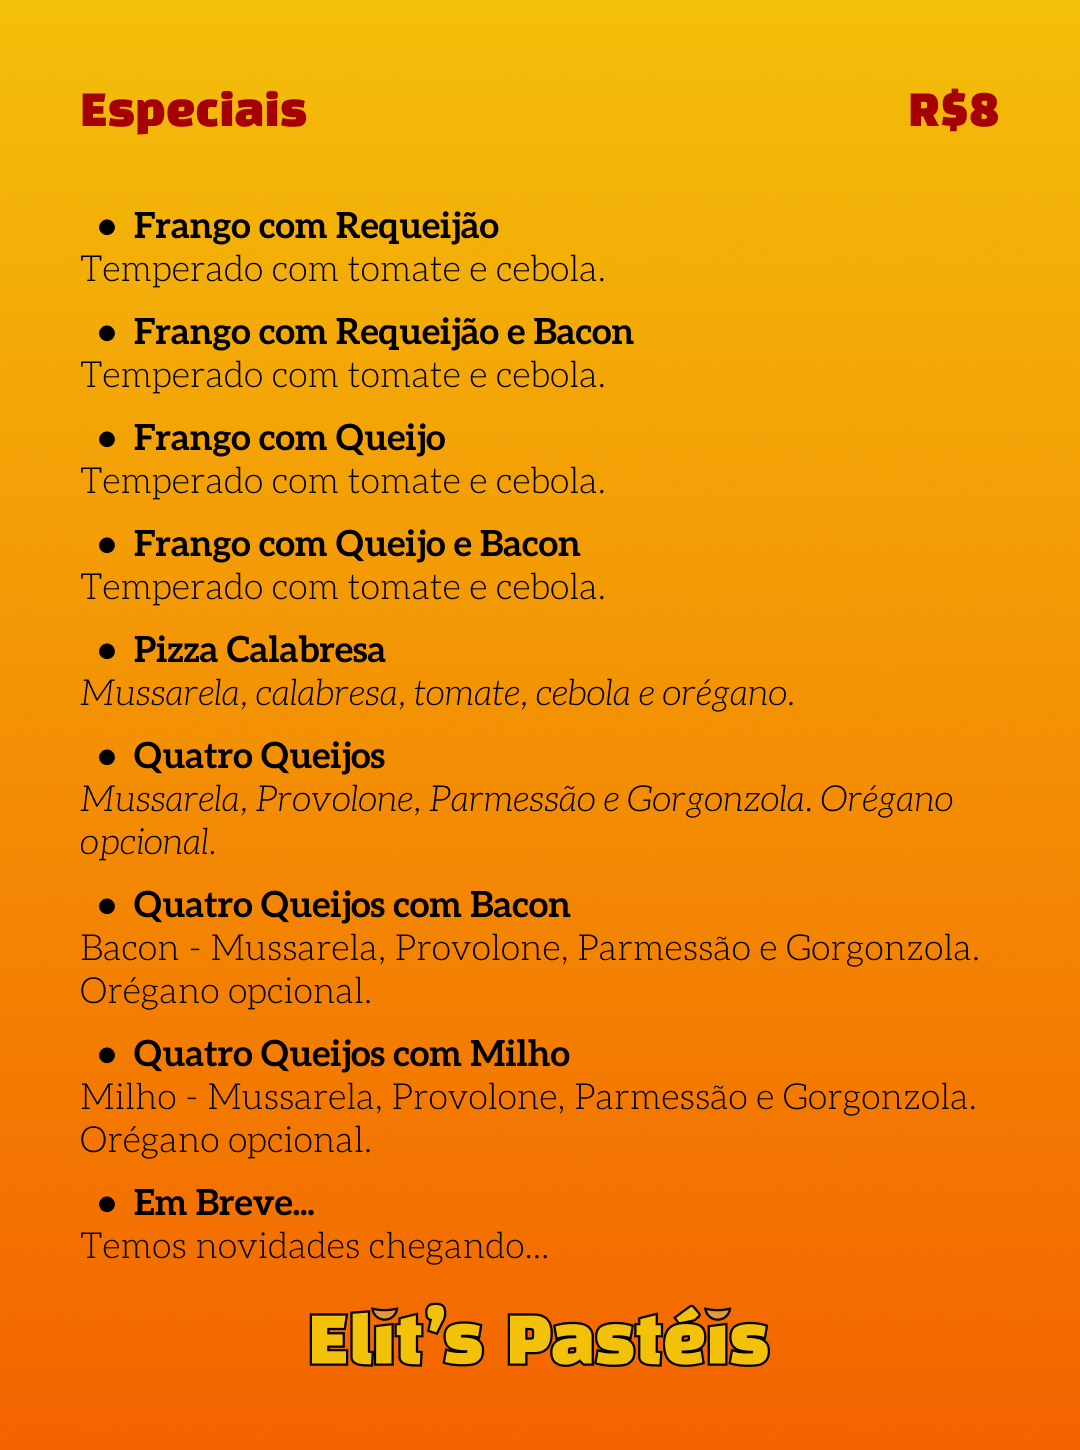 Especiais R$8
● Frango com Requeijão
Temperado com tomate e cebola.
● Frango com Requeijão e Bacon
Temperado com tomate e cebola.
● Frango com Queijo
Temperado com tomate e cebola.
● Frango com Queijo e Bacon
Temperado com tomate e cebola.
● Pizza Calabresa
Mussarela, calabresa, tomate, cebola e orégano.
● Quatro Queijos
Mussarela, Provolone, Parmessão e Gorgonzola. Orégano
opcional.
● Quatro Queijos com Bacon
Bacon - Mussarela, Provolone, Parmessão e Gorgonzola.
Orégano opcional.
● Quatro Queijos com Milho
Milho - Mussarela, Provolone, Parmessão e Gorgonzola.
Orégano opcional.
● Em Breve...
Temos novidades chegando...
Elit's Pastéis